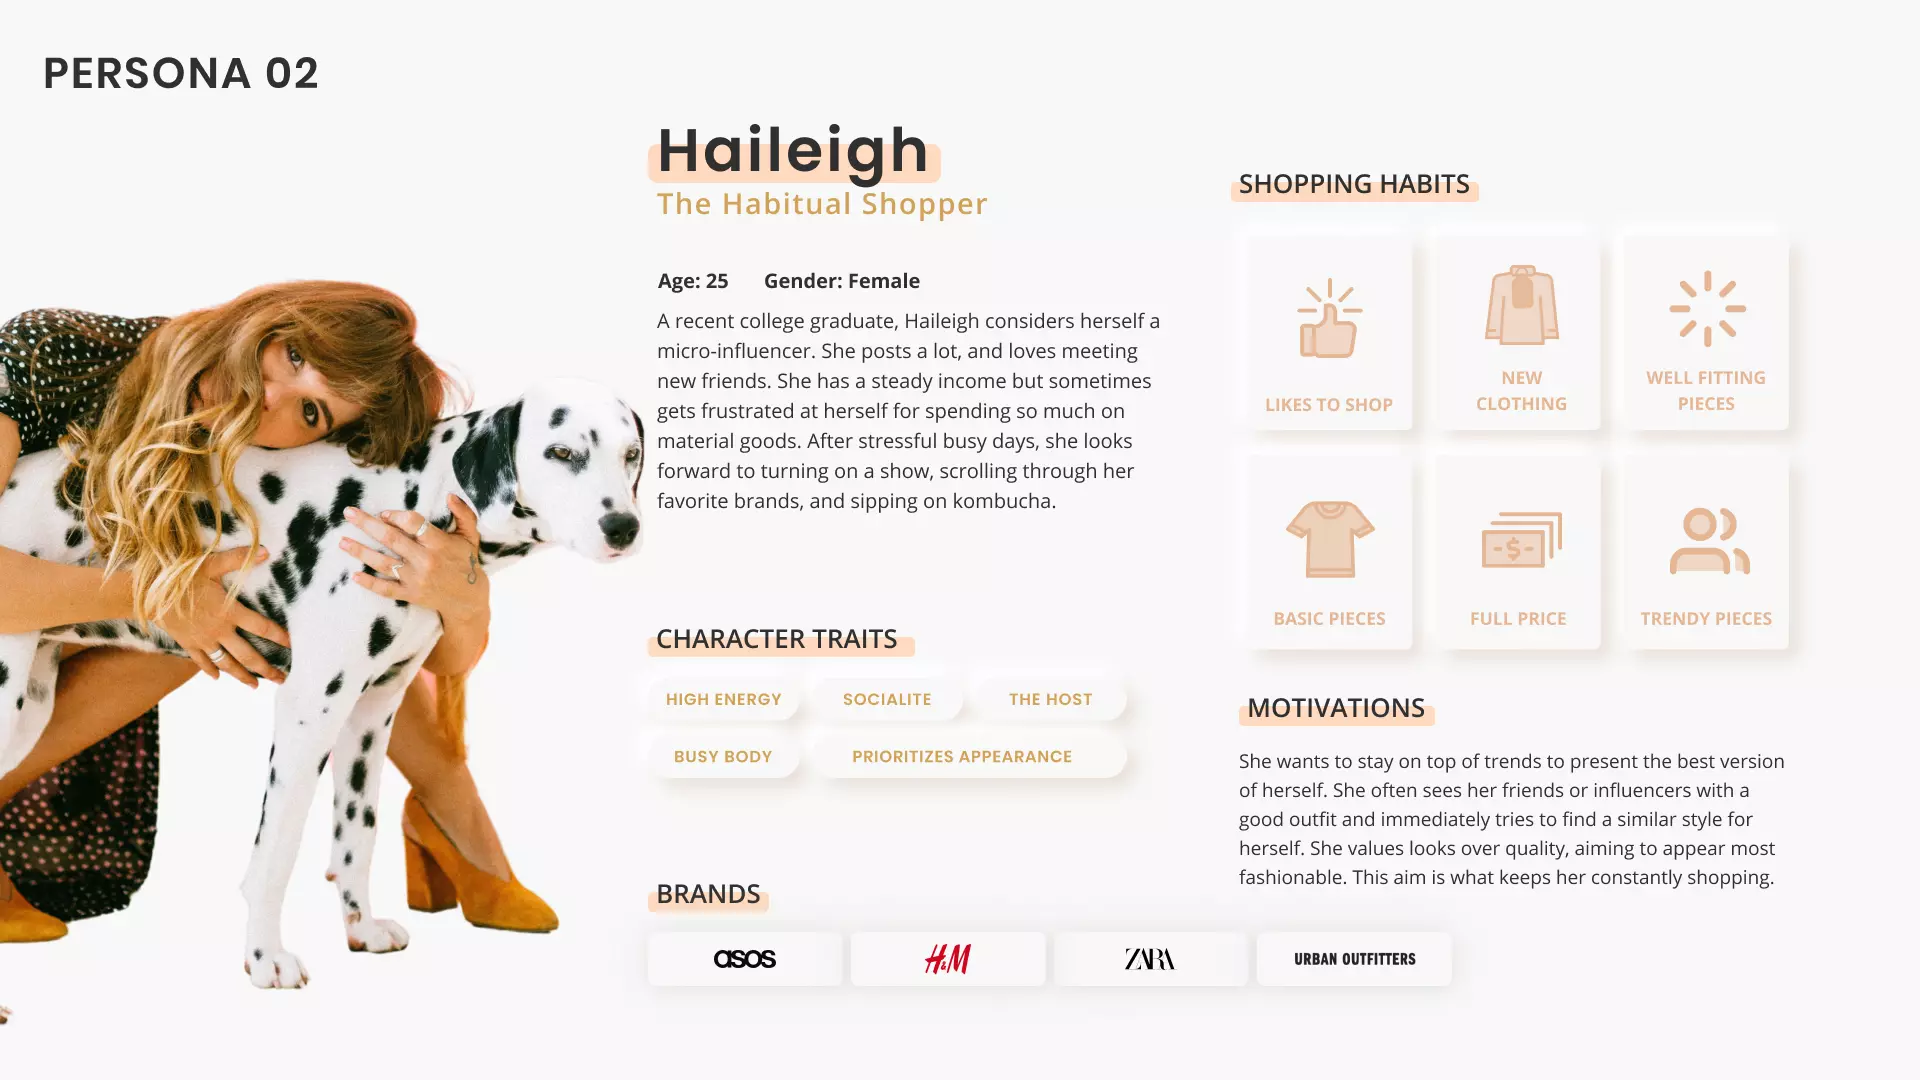 PERSONA 02
Haileigh
The Habitual Shopper
Age: 25 Gender: Female
A recent college graduate, Haileigh considers herself a
micro-influencer. She posts a lot, and loves meeting
new friends. She has a steady income but sometimes
gets frustrated at herself for spending so much on
material goods. After stressful busy days, she looks
forward to turning on a show, scrolling through her
favorite brands, and sipping on kombucha.
CHARACTER TRAITS
HIGH ENERGY
SOCIALITE
THE HOST
BUSY BODY
PRIORITIZES APPEARANCE
BRANDS
asos
H&M
ZARA
URBAN OUTFITTERS
SHOPPING HABITS
LIKES TO SHOP
NEW
CLOTHING
WELL FITTING
PIECES
BASIC PIECES
$
FULL PRICE
TRENDY PIECES
MOTIVATIONS
She wants to stay on top of trends to present the best version
of herself. She often sees her friends or influencers with a
good outfit and immediately tries to find a similar style for
herself. She values looks over quality, aiming to appear most
fashionable. This aim is what keeps her constantly shopping.